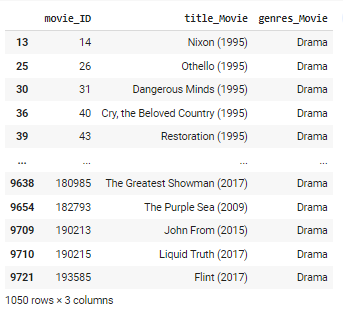 movie_ID title_Movie genres_Movie
13 14 Nixon (1995) Drama
25 26 Othello (1995) Drama
30 31 Dangerous Minds (1995) Drama
36 40 Cry, the Beloved Country (1995) Drama
39 43 Restoration (1995) Drama
... ... ... ...
9638 180985 The Greatest Showman (2017) Drama
9654 182793 The Purple Sea (2009) Drama
9709 190213 John From (2015) Drama
9710 190215 Liquid Truth (2017) Drama
9721 193585 Flint (2017) Drama
1050 rows × 3 columns